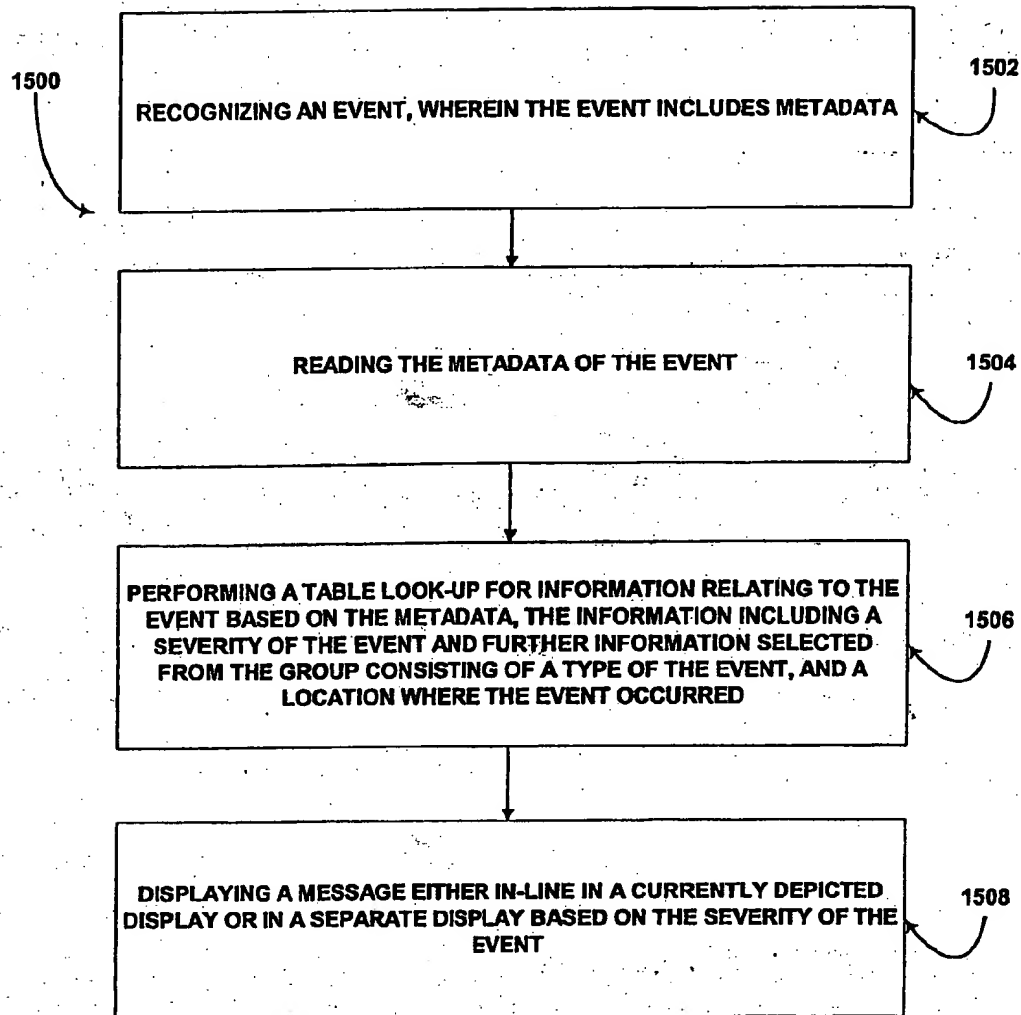 1500
1502
RECOGNIZING AN EVENT, WHEREIN THE EVENT INCLUDES METADATA
READING THE METADATA OF THE EVENT
1504
PERFORMING A TABLE LOOK-UP FOR INFORMATION RELATING TO THE
EVENT BASED ON THE METADATA, THE INFORMATION INCLUDING A
SEVERITY OF THE EVENT AND FURTHER INFORMATION SELECTED
FROM THE GROUP CONSISTING OF A TYPE OF THE EVENT, AND A
LOCATION WHERE THE EVENT OCCURRED
1506
DISPLAYING A MESSAGE EITHER IN-LINE IN A CURRENTLY DEPICTED
DISPLAY OR IN A SEPARATE DISPLAY BASED ON THE SEVERITY OF THE
EVENT
1508